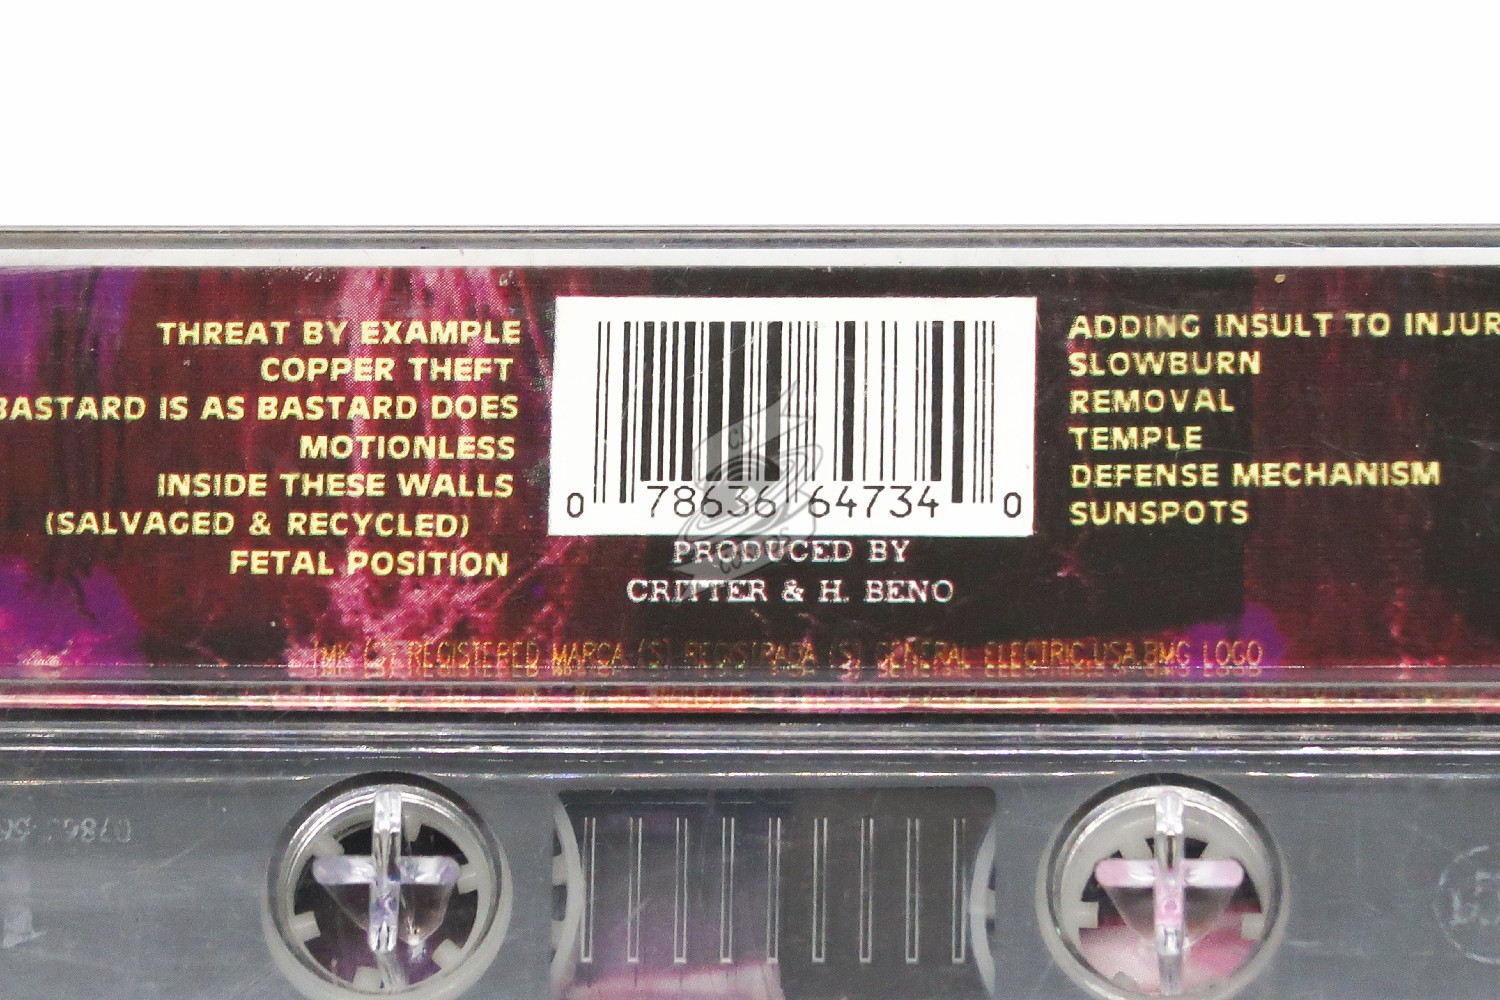 THREAT BY EXAMPLE
COPPER THEFT
BASTARD IS AS BASTARD DOES
MOTIONLESS
INSIDE THESE WALLS
(SALVAGED & RECYCLED)
FETAL POSITION
0 78636 64734 0
PRODUCED BY
CRITTER & H. BENO
ADDING INSULT TO INJUR
SLOWBURN
REMOVAL
TEMPLE
DEFENSE MECHANISM
SUNSPOTS
REGISTERED MARCA (S) REGISTRADA (S) GENERAL ELECTRIC,USA.BMG LOGO
CD